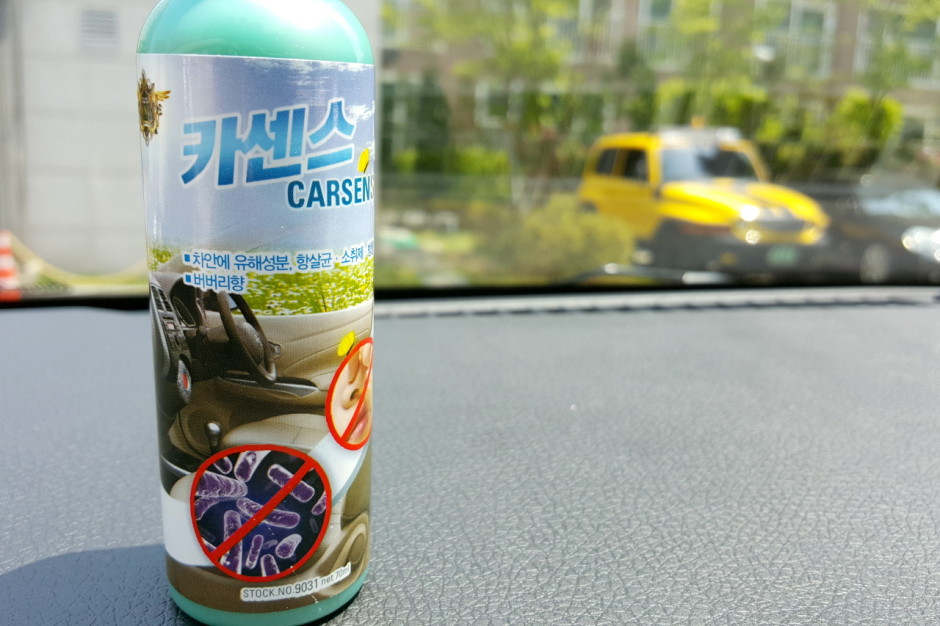 카센스
CARSENS
▪차안에 유해성분, 항살균·소취제
▪버버리향
STOCK.NO.9031 net 70ml